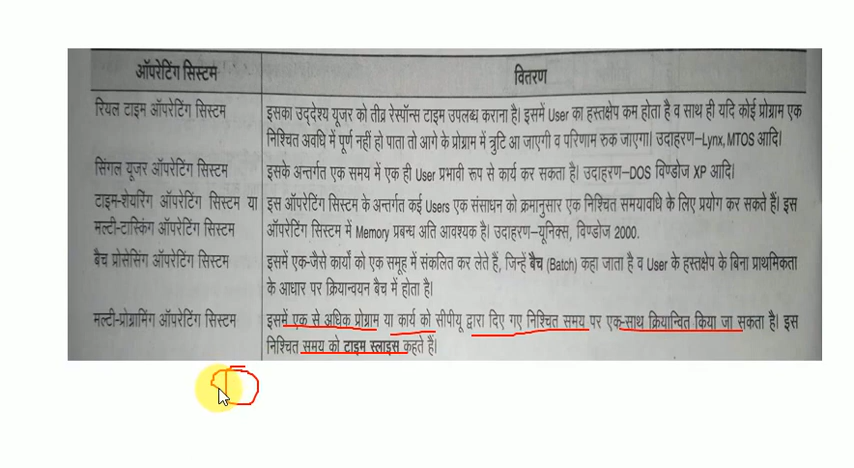 ऑपरेटिंग सिस्टम वितरण
रियल टाइम ऑपरेटिंग सिस्टम इसका उद्देश्य यूजर को तीव्र रेस्पॉन्स टाइम उपलब्ध कराना है। इसमें User का हस्तक्षेप कम होता है व साथ ही यदि कोई प्रोग्राम एक
निश्चित अवधि में पूर्ण नहीं हो पाता तो आगे के प्रोग्राम में त्रुटि आ जाएगी व परिणाम रुक जाएगा। उदाहरण–Lynx, MTOS आदि।
सिंगल यूजर ऑपरेटिंग सिस्टम इसके अन्तर्गत एक समय में एक ही User प्रभावी रूप से कार्य कर सकता है। उदाहरण–DOS विण्डोज XP आदि।
टाइम-शेयरिंग ऑपरेटिंग सिस्टम या इस ऑपरेटिंग सिस्टम के अन्तर्गत कई Users एक संसाधन को क्रमानुसार एक निश्चित समयावधि के लिए प्रयोग कर सकते हैं। इस
मल्टी-टास्किंग ऑपरेटिंग सिस्टम ऑपरेटिंग सिस्टम में Memory प्रबन्ध अति आवश्यक है। उदाहरण–यूनिक्स, विण्डोज 2000.
बैच प्रोसेसिंग ऑपरेटिंग सिस्टम इसमें एक-जैसे कार्यों को एक समूह में संकलित कर लेते हैं, जिन्हें बैच (Batch) कहा जाता है व User के हस्तक्षेप के बिना प्राथमिकता
के आधार पर क्रियान्वयन बैच में होता है।
मल्टी-प्रोग्रामिंग ऑपरेटिंग सिस्टम इसमें एक से अधिक प्रोग्राम या कार्य को सीपीयू द्वारा दिए गए निश्चित समय पर एक-साथ क्रियान्वित किया जा सकता है। इस
निश्चित समय को टाइम स्लाइस कहते हैं।